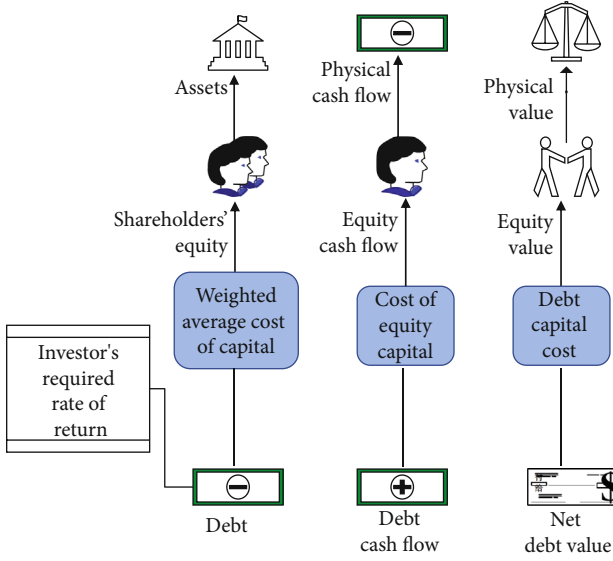 Assets
Physical
cash flow
Physical
value
Shareholders'
equity
Equity
cash flow
Equity
value
Weighted
average cost
of capital
Cost of
equity
capital
Debt
capital
cost
Investor's
required
rate of
return
Debt
Debt
cash flow
$
Net
debt value